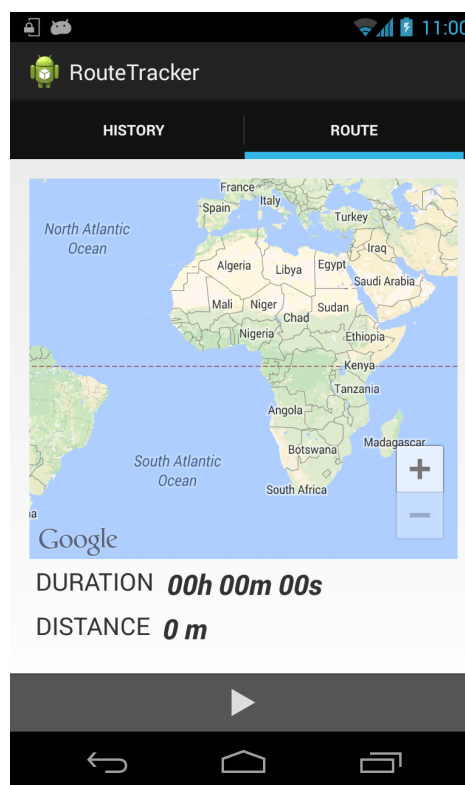 11:00
RouteTracker
HISTORY ROUTE
France
Italy
Spain
Turkey
North Atlantic
Ocean
Iraq
Algeria
Libya
Egypt
Saudi Arabia
Mali
Niger
Chad
Sudan
Nigeria
Ethiopia
Kenya
Tanzania
Angola
Botswana
Madagascar
South Atlantic
Ocean
South Africa
+
−
Google
DURATION 00h 00m 00s
DISTANCE 0 m